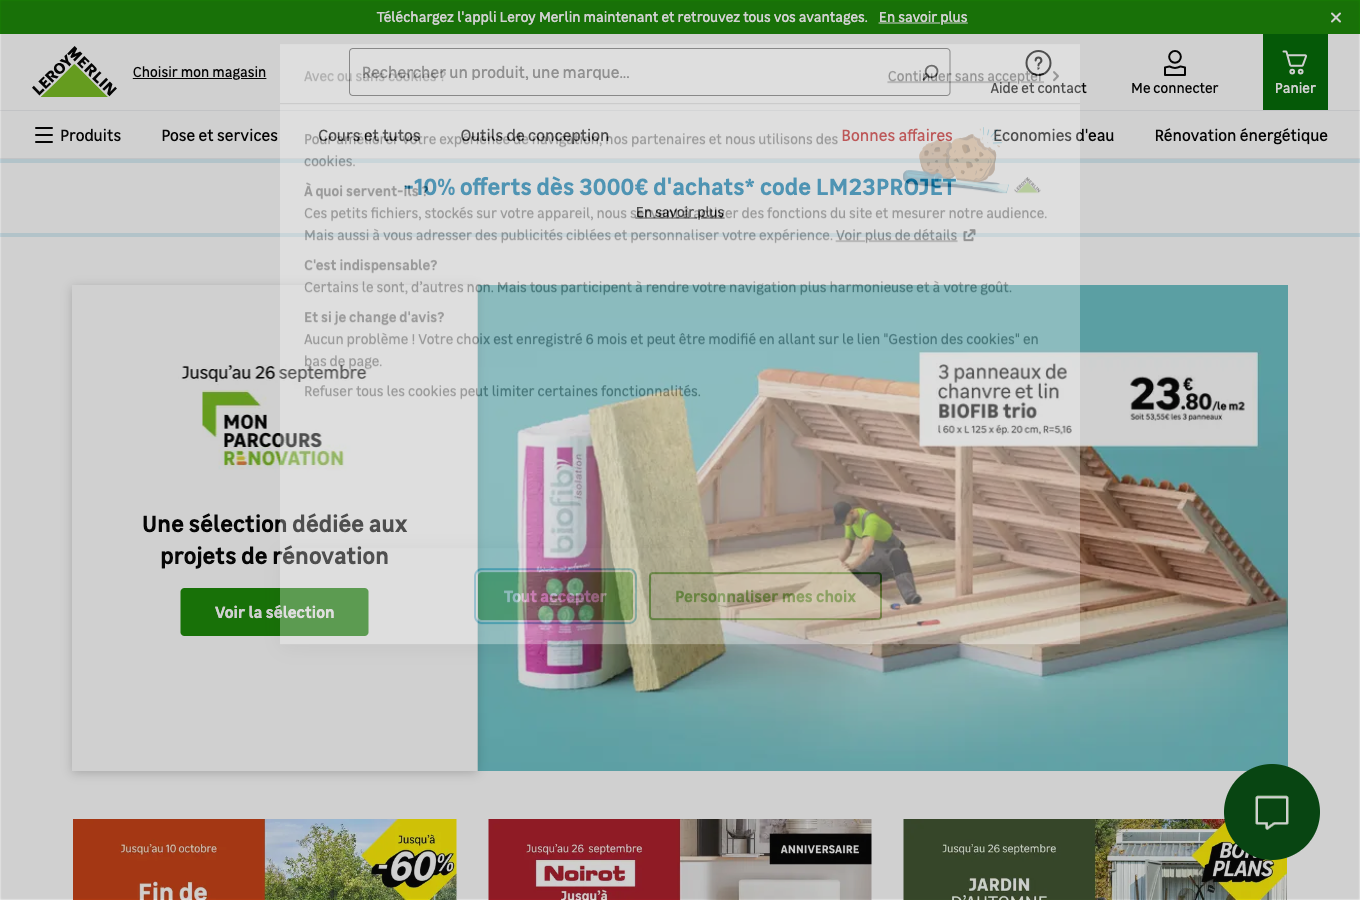 Téléchargez l'appli Leroy Merlin maintenant et retrouvez tous vos avantages. En savoir plus
LEROY MERLIN
Choisir mon magasin
Rechercher un produit, une marque...
Aide et contact
Me connecter
Panier
Avec ou sans cookies ?
Continuer sans accepter
Produits
Pose et services
Cours et tutos
Outils de conception
Bonnes affaires
Economies d'eau
Rénovation énergétique
Pour améliorer votre expérience de navigation, nos partenaires et nous utilisons des
cookies.
-10% offerts dès 3000€ d'achats* code LM23PROJET
En savoir plus
À quoi servent-ils ?
Ces petits fichiers, stockés sur votre appareil, nous servent à activer des fonctions du site et mesurer notre audience.
Mais aussi à vous adresser des publicités ciblées et personnaliser votre expérience. Voir plus de détails
C'est indispensable?
Certains le sont, d'autres non. Mais tous participent à rendre votre navigation plus harmonieuse et à votre goût.
Et si je change d'avis?
Aucun problème ! Votre choix est enregistré 6 mois et peut être modifié en allant sur le lien "Gestion des cookies" en
bas de page.
Refuser tous les cookies peut limiter certaines fonctionnalités.
Tout accepter
Personnaliser mes choix
Jusqu'au 26 septembre
MON
PARCOURS
RÉNOVATION
Une sélection dédiée aux
projets de rénovation
Voir la sélection
biofib
isolation
3 panneaux de
chanvre et lin
BIOFIB trio
l 60 x L 125 x ép. 20 cm, R=5,16
23€.80/le m2
Soit 53,55€ les 3 panneaux
Jusqu'au 10 octobre
Fin de
Jusqu'à
-60%
Jusqu'au 26 septembre
Noirot
Jusqu'à
ANNIVERSAIRE
Jusqu'au 26 septembre
JARDIN
D'AUTOMNE
BONS
PLANS